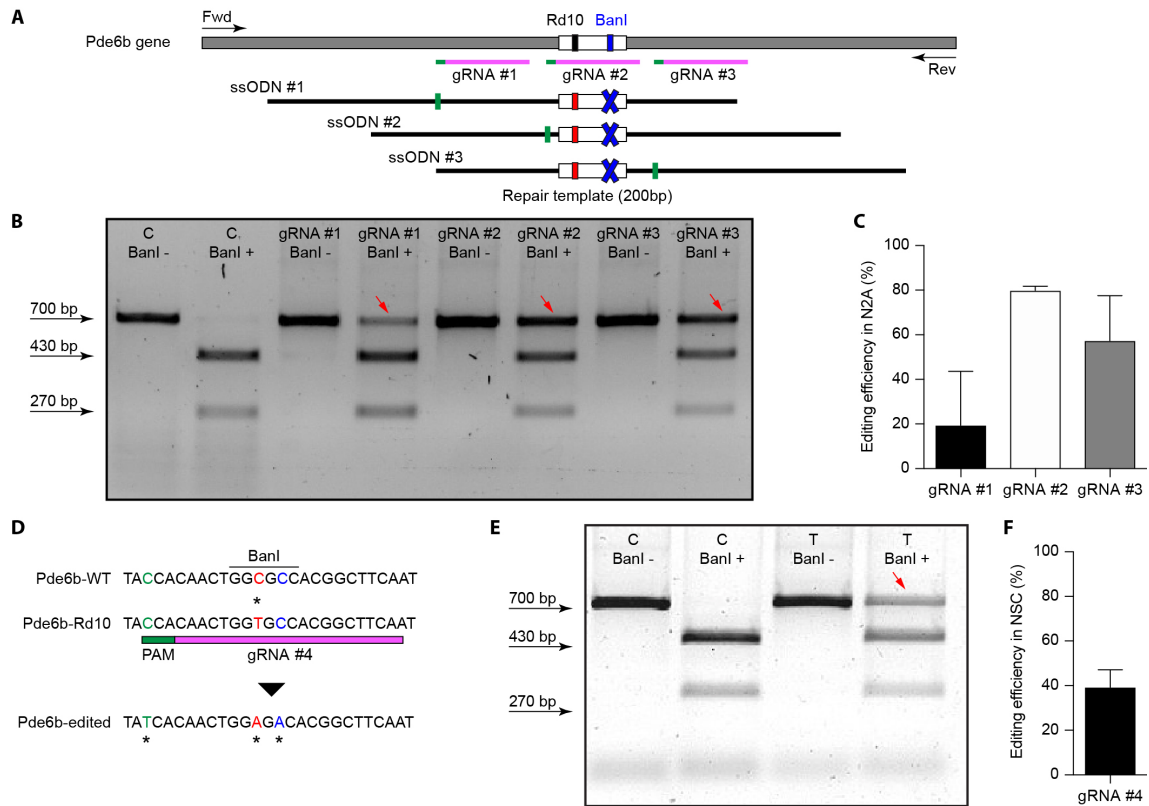 A
Fwd
Rd10 BanI
Pde6b gene
Rev
gRNA #1 gRNA #2 gRNA #3
ssODN #1
ssODN #2
ssODN #3
Repair template (200bp)
B
C C gRNA #1 gRNA #1 gRNA #2 gRNA #2 gRNA #3 gRNA #3
BanI - BanI + BanI - BanI + BanI - BanI + BanI - BanI +
700 bp
430 bp
270 bp
C
Editing efficiency in N2A (%)
100
80
60
40
20
0
gRNA #1 gRNA #2 gRNA #3
D
BanI
Pde6b-WT TACCACAACTGGCGCCACGGCTTCAAT
*
Pde6b-Rd10 TACCACAACTGGTGCCACGGCTTCAAT
PAM gRNA #4
Pde6b-edited TATCACAACTGGAGACACGGCTTCAAT
* * *
E
C C T T
BanI - BanI + BanI - BanI +
700 bp
430 bp
270 bp
F
Editing efficiency in NSC (%)
100
80
60
40
20
0
gRNA #4